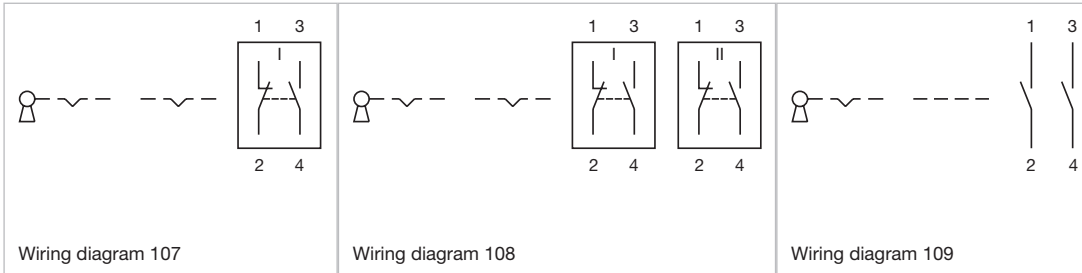 1 3
I
2 4
Wiring diagram 107
1 3 1 3
I II
2 4 2 4
Wiring diagram 108
1 3
2 4
Wiring diagram 109